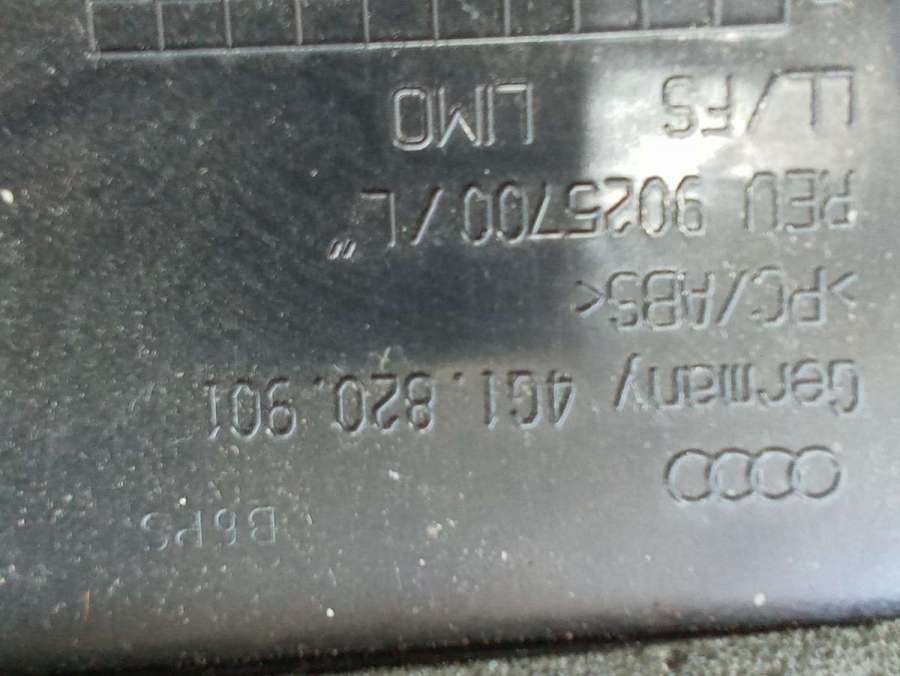 B6PS
Germany 4G1.820.901
>PC/ABS<
REU 9025700/L "
LL/FS LIMO